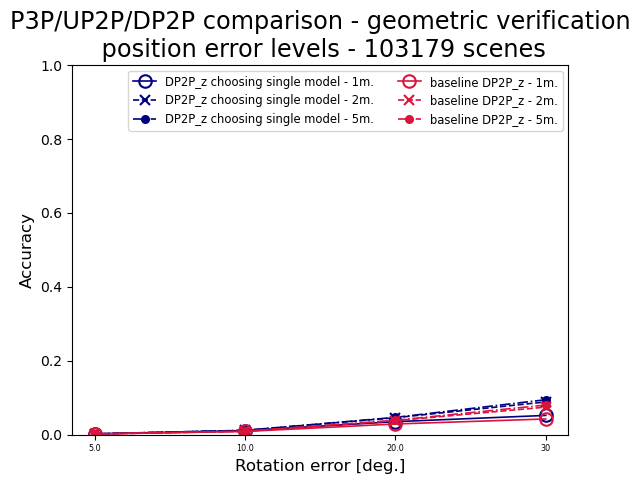 P3P/UP2P/DP2P comparison - geometric verification
position error levels - 103179 scenes
DP2P_z choosing single model - 1m.
DP2P_z choosing single model - 2m.
DP2P_z choosing single model - 5m.
baseline DP2P_z - 1m.
baseline DP2P_z - 2m.
baseline DP2P_z - 5m.
Accuracy
1.0
0.8
0.6
0.4
0.2
0.0
5.0
10.0
20.0
30
Rotation error [deg.]